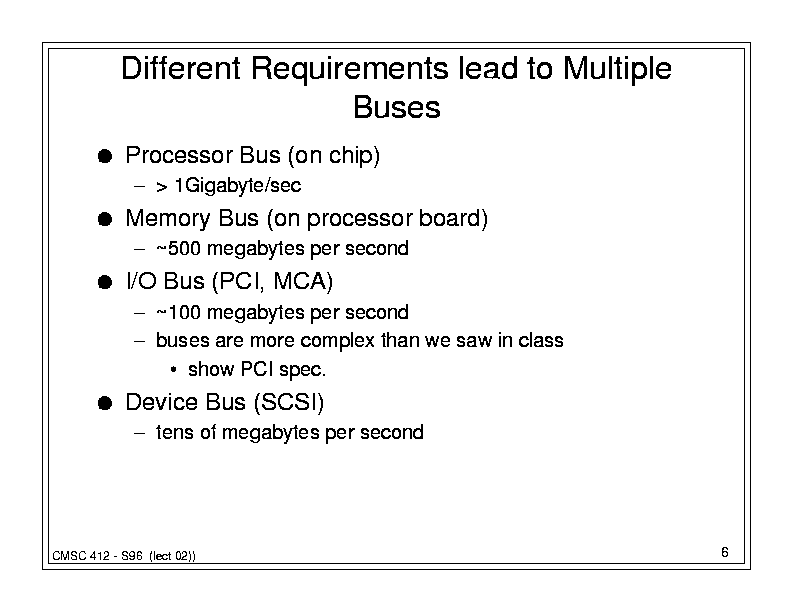 Different Requirements lead to Multiple
Buses
● Processor Bus (on chip)
– > 1Gigabyte/sec
● Memory Bus (on processor board)
– ~500 megabytes per second
● I/O Bus (PCI, MCA)
– ~100 megabytes per second
– buses are more complex than we saw in class
• show PCI spec.
● Device Bus (SCSI)
– tens of megabytes per second
CMSC 412 - S96 (lect 02))
6